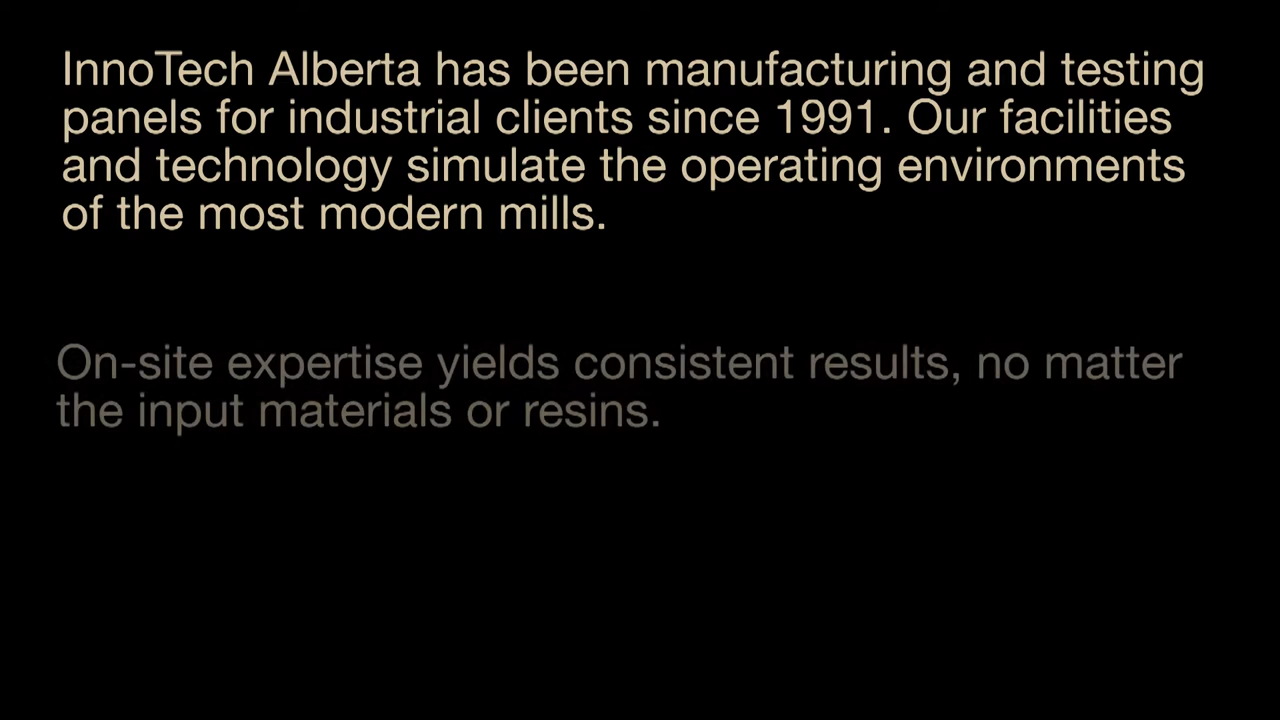 InnoTech Alberta has been manufacturing and testing
panels for industrial clients since 1991. Our facilities
and technology simulate the operating environments
of the most modern mills.
On-site expertise yields consistent results, no matter
the input materials or resins.